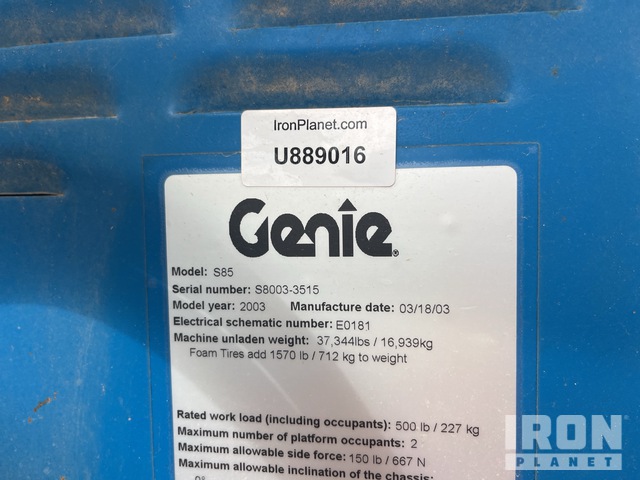 IronPlanet.com
U889016
Genie®
Model: S85
Serial number: S8003-3515
Model year: 2003 Manufacture date: 03/18/03
Electrical schematic number: E0181
Machine unladen weight: 37,344lbs / 16,939kg
Foam Tires add 1570 lb / 712 kg to weight
Rated work load (including occupants): 500 lb / 227 kg
Maximum number of platform occupants: 2
Maximum allowable side force: 150 lb / 667 N
Maximum allowable inclination of the chassis:
0°
IRON
PLANET